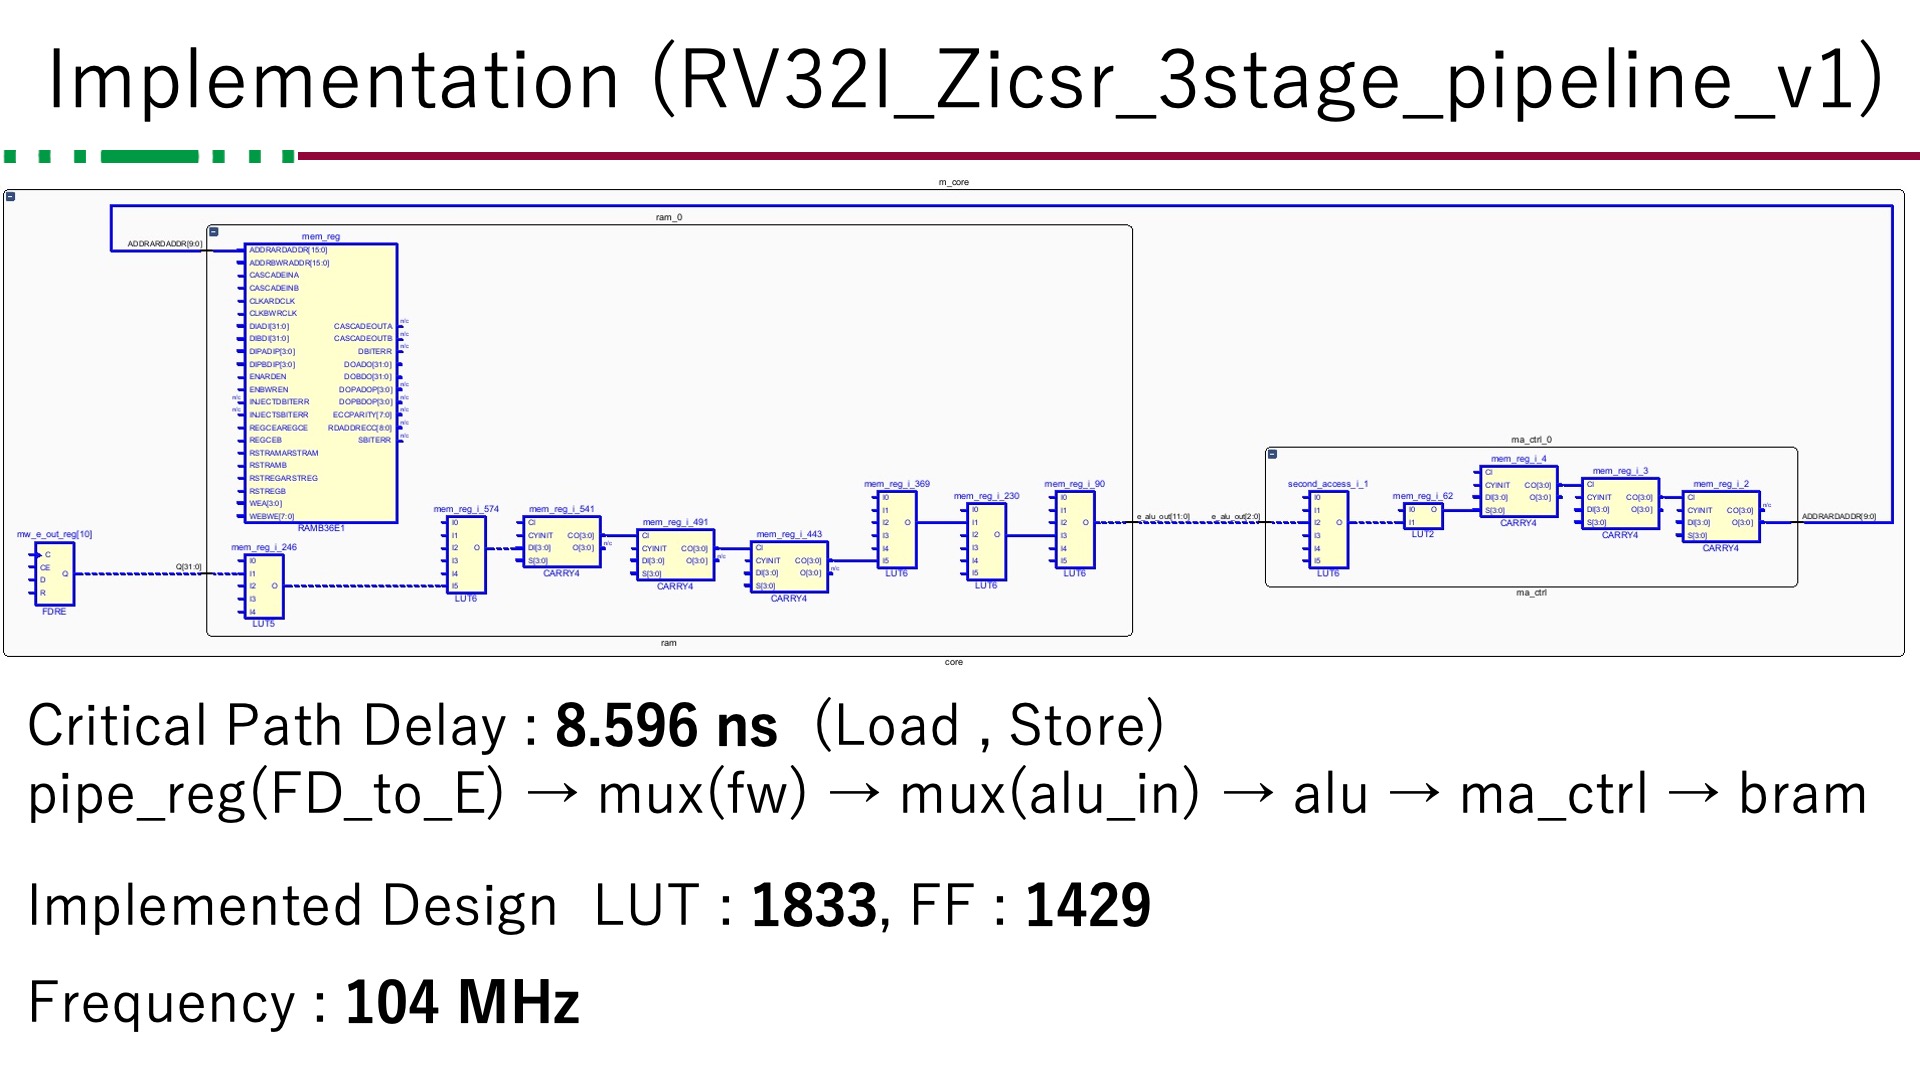 Implementation (RV32I_Zicsr_3stage_pipeline_v1)
m_core
ram_0
ADDRARDADDR[9:0]
mem_reg
ADDRARDADDR[15:0]
ADDRBWRADDR[15:0]
CASCADEINA
CASCADEINB
CLKARDCLK
CLKBWRCLK
DIADI[31:0]
DIBDI[31:0]
DIPADIP[3:0]
DIPBDIP[3:0]
ENARDEN
ENBWREN
n/c
INJECTDBITERR
n/c
INJECTSBITERR
REGCEAREGCE
REGCEB
RSTRAMARSTRAM
RSTRAMB
RSTREGARSTREG
RSTREGB
WEA[3:0]
WEBWE[7:0]
CASCADEOUTA n/c
CASCADEOUTB n/c
DBITERR n/c
DOADO[31:0]
DOBDO[31:0]
DOPADOP[3:0] n/c
DOPBDOP[3:0] n/c
ECCPARITY[7:0] n/c
RDADDRECC[8:0] n/c
SBITERR n/c
RAMB36E1
mw_e_out_reg[10]
C
CE
D
R
Q
FDRE
Q[31:0]
mem_reg_i_246
I0
I1
I2
I3
I4
O
LUT5
mem_reg_i_574
I0
I1
I2
I3
I4
I5
O
LUT6
mem_reg_i_541
CI
CYINIT CO[3:0]
DI[3:0] O[3:0] n/c
S[3:0]
CARRY4
mem_reg_i_491
CI
CYINIT CO[3:0]
DI[3:0] O[3:0] n/c
S[3:0]
CARRY4
mem_reg_i_443
CI
CYINIT CO[3:0]
DI[3:0] O[3:0] n/c
S[3:0]
CARRY4
mem_reg_i_369
I0
I1
I2
I3
I4
I5
O
LUT6
mem_reg_i_230
I0
I1
I2
I3
I4
I5
O
LUT6
mem_reg_i_90
I0
I1
I2
I3
I4
I5
O
LUT6
ram
e_alu_out[11:0]
e_alu_out[2:0]
ma_ctrl_0
second_access_i_1
I0
I1
I2
I3
I4
I5
O
LUT6
mem_reg_i_62
I0
I1
O
LUT2
mem_reg_i_4
CI
CYINIT CO[3:0]
DI[3:0] O[3:0]
S[3:0]
CARRY4
mem_reg_i_3
CI
CYINIT CO[3:0]
DI[3:0] O[3:0]
S[3:0]
CARRY4
mem_reg_i_2
CI
CYINIT CO[3:0] n/c
DI[3:0] O[3:0]
S[3:0]
CARRY4
ADDRARDADDR[9:0]
ma_ctrl
core
Critical Path Delay : 8.596 ns (Load , Store)
pipe_reg(FD_to_E) → mux(fw) → mux(alu_in) → alu → ma_ctrl → bram
Implemented Design LUT : 1833, FF : 1429
Frequency : 104 MHz